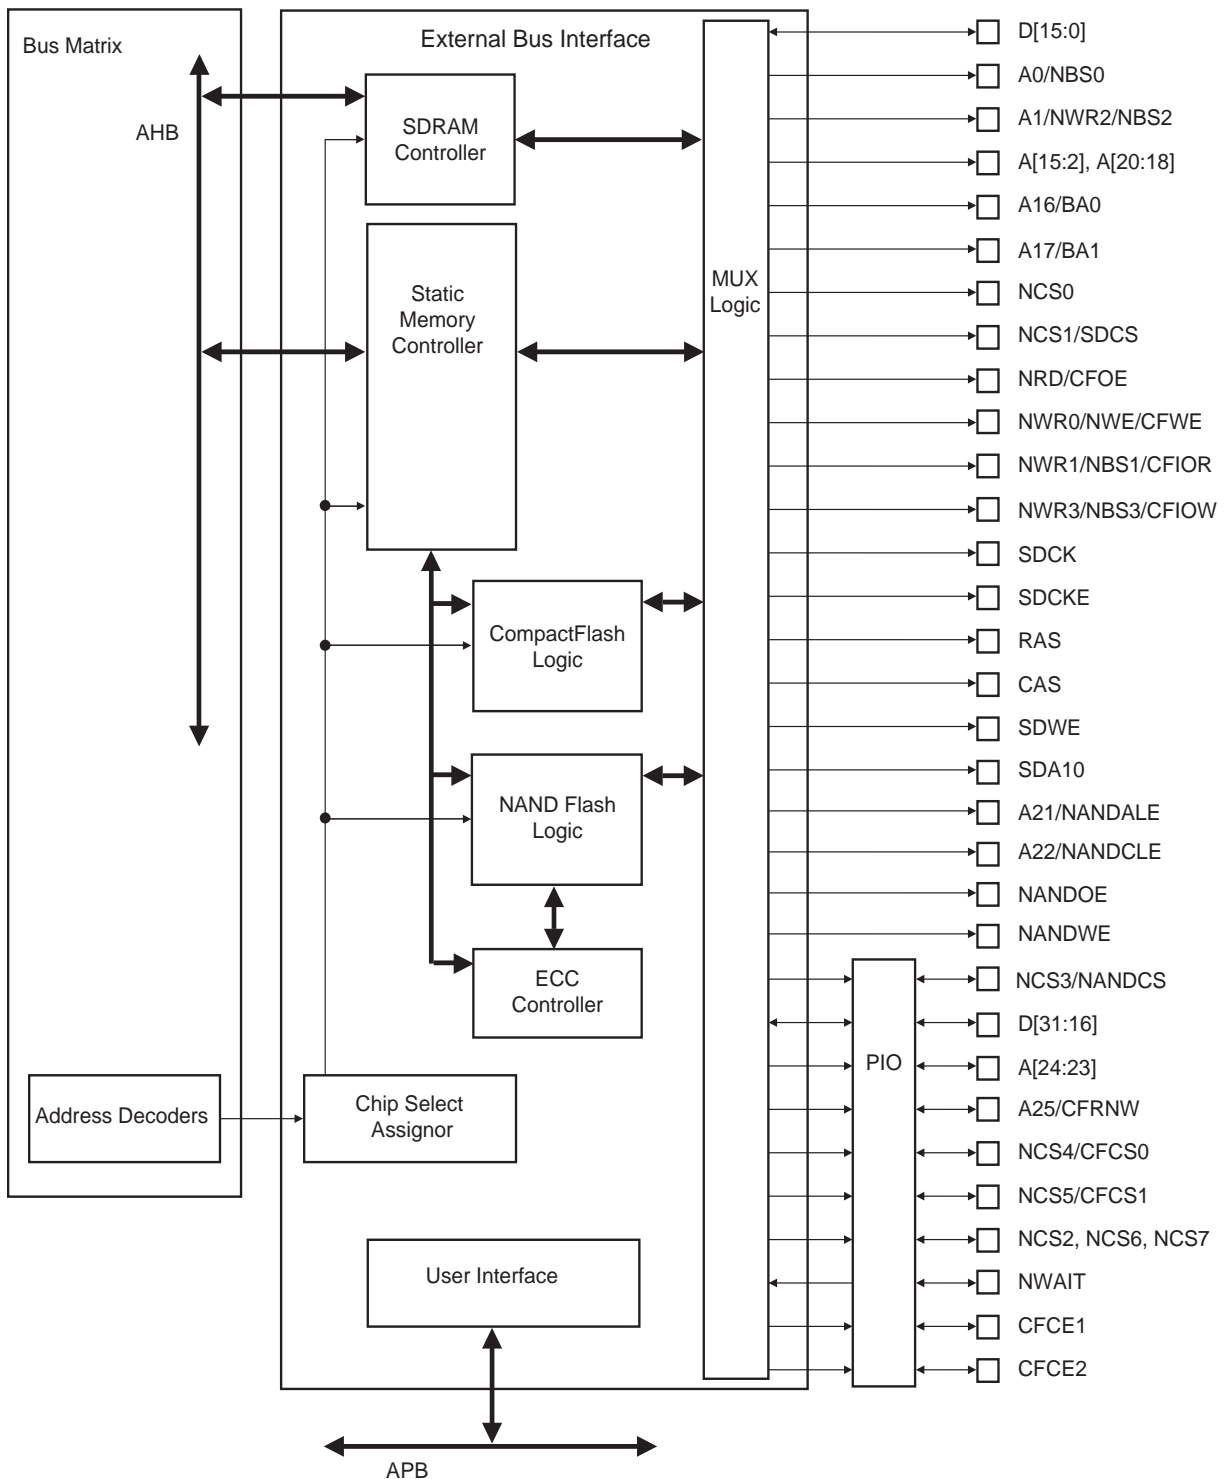 Bus Matrix
External Bus Interface
AHB
SDRAM
Controller
Static
Memory
Controller
MUX
Logic
CompactFlash
Logic
NAND Flash
Logic
ECC
Controller
Address Decoders
Chip Select
Assignor
User Interface
APB
PIO
D[15:0]
A0/NBS0
A1/NWR2/NBS2
A[15:2], A[20:18]
A16/BA0
A17/BA1
NCS0
NCS1/SDCS
NRD/CFOE
NWR0/NWE/CFWE
NWR1/NBS1/CFIOR
NWR3/NBS3/CFIOW
SDCK
SDCKE
RAS
CAS
SDWE
SDA10
A21/NANDALE
A22/NANDCLE
NANDOE
NANDWE
NCS3/NANDCS
D[31:16]
A[24:23]
A25/CFRNW
NCS4/CFCS0
NCS5/CFCS1
NCS2, NCS6, NCS7
NWAIT
CFCE1
CFCE2